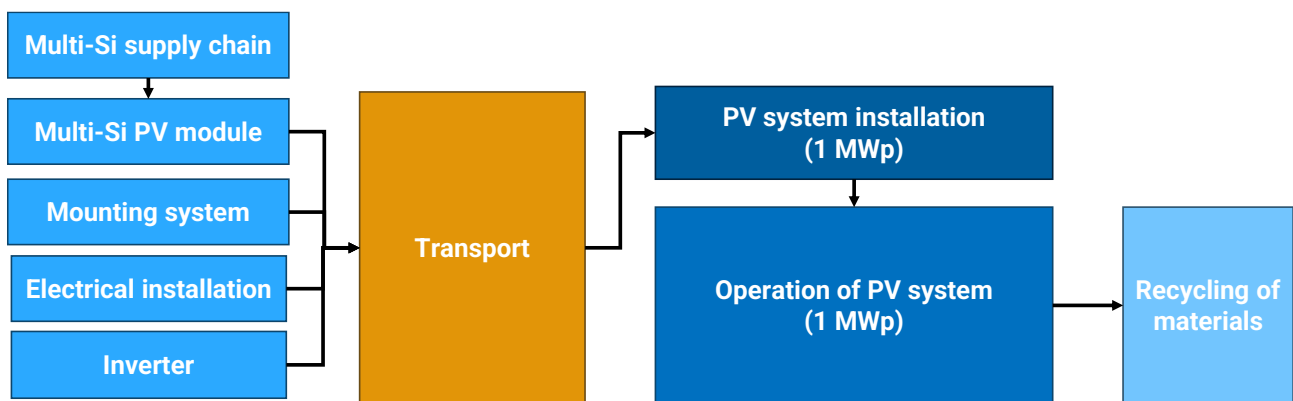 Multi-Si supply chain
Multi-Si PV module
Mounting system
Electrical installation
Inverter
Transport
PV system installation
(1 MWp)
Operation of PV system
(1 MWp)
Recycling of
materials